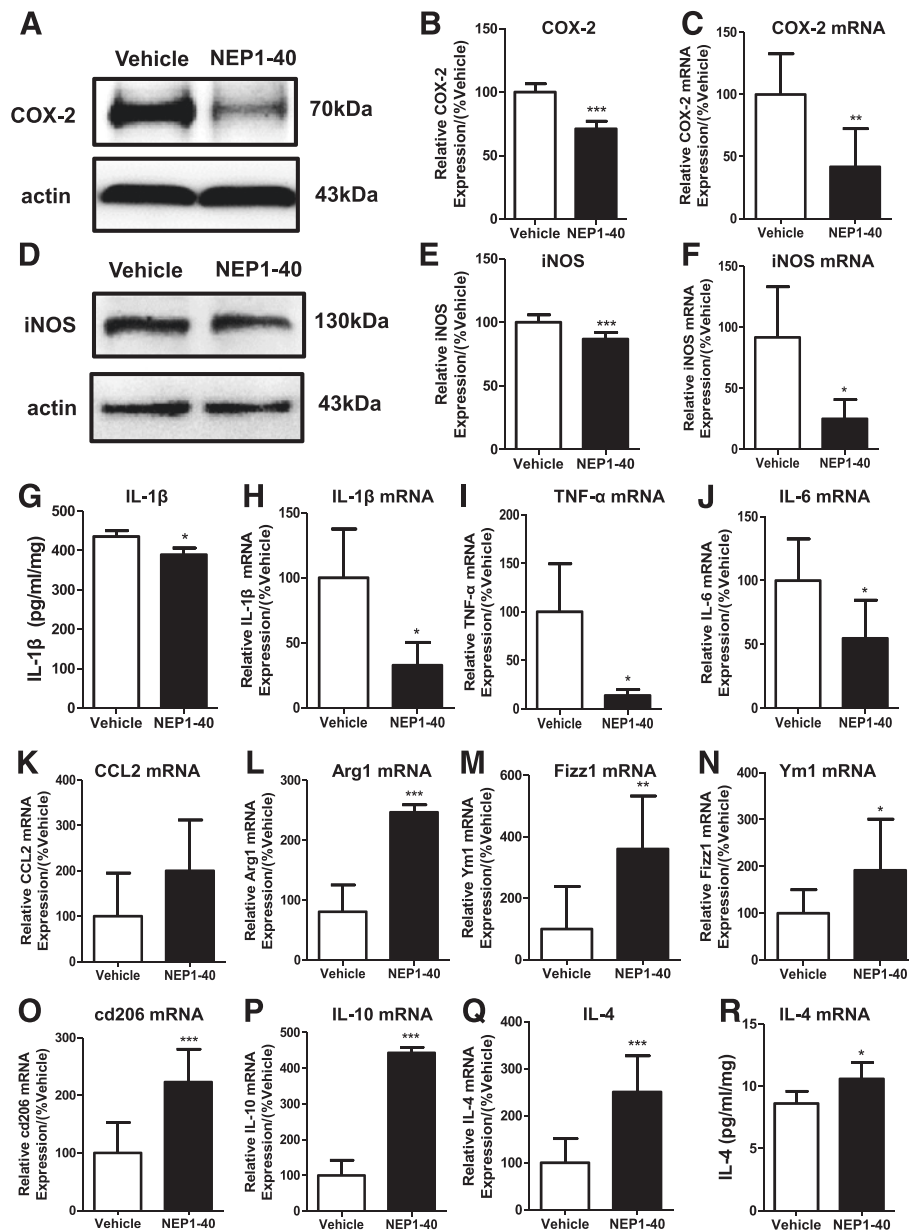 A
Vehicle NEP1-40
COX-2 70kDa
actin 43kDa
B
COX-2
Relative COX-2
Expression/(%Vehicle)
150
100
50
0
Vehicle NEP1-40
***
C
COX-2 mRNA
Relative COX-2 mRNA
Expression/(%Vehicle)
150
100
50
0
Vehicle NEP1-40
**
D
Vehicle NEP1-40
iNOS 130kDa
actin 43kDa
E
iNOS
Relative iNOS
Expression/(%Vehicle)
150
100
50
0
Vehicle NEP1-40
***
F
iNOS mRNA
Relative iNOS mRNA
Expression/(%Vehicle)
150
100
50
0
Vehicle NEP1-40
*
G
IL-1β
IL-1β (pg/ml/mg)
500
400
300
200
100
0
Vehicle NEP1-40
*
H
IL-1β mRNA
Relative IL-1β mRNA
Expression/(%Vehicle)
150
100
50
0
Vehicle NEP1-40
*
I
TNF-α mRNA
Relative TNF-α mRNA
Expression/(%Vehicle)
200
150
100
50
0
Vehicle NEP1-40
*
J
IL-6 mRNA
Relative IL-6 mRNA
Expression/(%Vehicle)
150
100
50
0
Vehicle NEP1-40
*
K
CCL2 mRNA
Relative CCL2 mRNA
Expression/(%Vehicle)
400
300
200
100
0
Vehicle NEP1-40
L
Arg1 mRNA
Relative Arg1 mRNA
Expression/(%Vehicle)
300
200
100
0
Vehicle NEP1-40
***
M
Fizz1 mRNA
Relative Ym1 mRNA
Expression/(%Vehicle)
600
400
200
0
Vehicle NEP1-40
**
N
Ym1 mRNA
Relative Fizz1 mRNA
Expression/(%Vehicle)
400
300
200
100
0
Vehicle NEP1-40
*
O
cd206 mRNA
Relative cd206 mRNA
Expression/(%Vehicle)
300
200
100
0
Vehicle NEP1-40
***
P
IL-10 mRNA
Relative IL-10 mRNA
Expression/(%Vehicle)
500
400
300
200
100
0
Vehicle NEP1-40
***
Q
IL-4
Relative IL-4 mRNA
Expression/(%Vehicle)
400
300
200
100
0
Vehicle NEP1-40
***
R
IL-4 mRNA
IL-4 (pg/ml/mg)
15
10
5
0
Vehicle NEP1-40
*